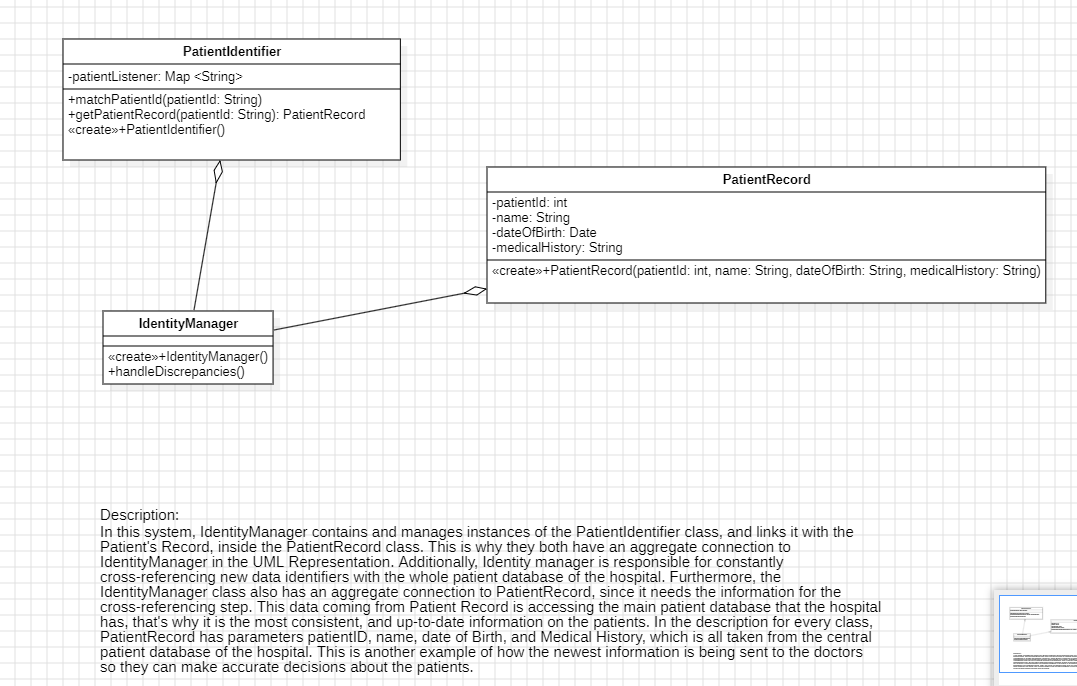 PatientIdentifier
-patientListener: Map <String>
+matchPatientId(patientId: String)
+getPatientRecord(patientId: String): PatientRecord
«create»+PatientIdentifier()
PatientRecord
-patientId: int
-name: String
-dateOfBirth: Date
-medicalHistory: String
«create»+PatientRecord(patientId: int, name: String, dateOfBirth: String, medicalHistory: String)
IdentityManager
«create»+IdentityManager()
+handleDiscrepancies()
Description:
In this system, IdentityManager contains and manages instances of the PatientIdentifier class, and links it with the
Patient's Record, inside the PatientRecord class. This is why they both have an aggregate connection to
IdentityManager in the UML Representation. Additionally, Identity manager is responsible for constantly
cross-referencing new data identifiers with the whole patient database of the hospital. Furthermore, the
IdentityManager class also has an aggregate connection to PatientRecord, since it needs the information for the
cross-referencing step. This data coming from Patient Record is accessing the main patient database that the hospital
has, that's why it is the most consistent, and up-to-date information on the patients. In the description for every class,
PatientRecord has parameters patientID, name, date of Birth, and Medical History, which is all taken from the central
patient database of the hospital. This is another example of how the newest information is being sent to the doctors
so they can make accurate decisions about the patients.